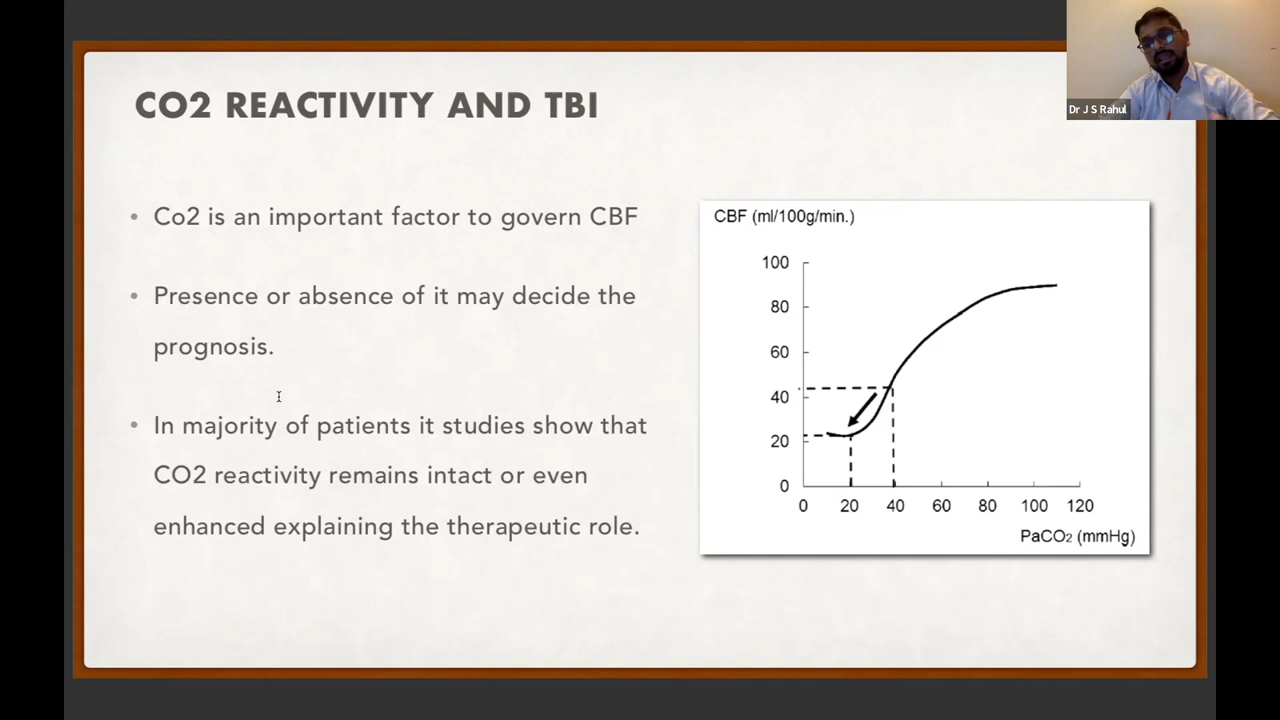 CO2 REACTIVITY AND TBI
Dr J S Rahul
• Co2 is an important factor to govern CBF
• Presence or absence of it may decide the
prognosis.
• In majority of patients it studies show that
CO2 reactivity remains intact or even
enhanced explaining the therapeutic role.
CBF (ml/100g/min.)
100
80
60
40
20
0
0 20 40 60 80 100 120
PaCO2 (mmHg)